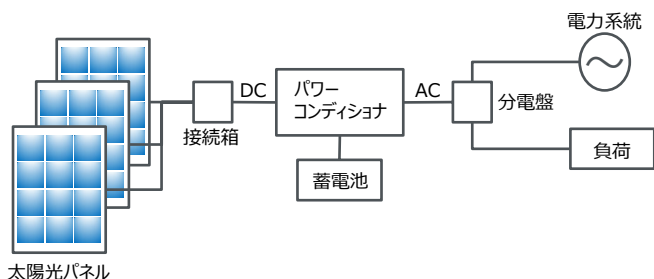 電力系統
DC
パワー
コンディショナ
AC
分電盤
接続箱
蓄電池
負荷
太陽光パネル